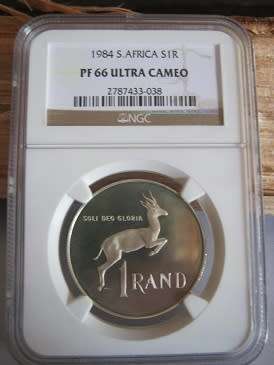 1984 S.AFRICA S1R
PF 66 ULTRA CAMEO
2787433-038
NGC
SOLI DEO GLORIA
1 RAND